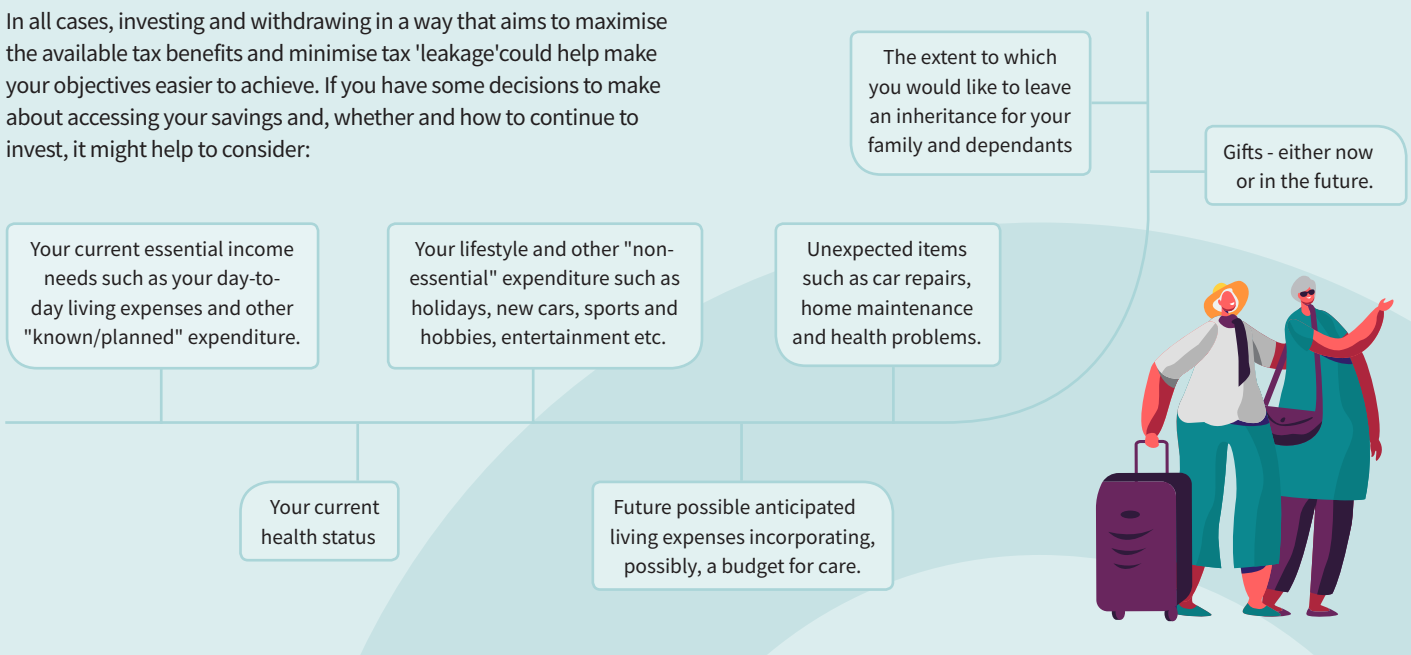 In all cases, investing and withdrawing in a way that aims to maximise
the available tax benefits and minimise tax 'leakage'could help make
your objectives easier to achieve. If you have some decisions to make
about accessing your savings and, whether and how to continue to
invest, it might help to consider:
Your current essential income
needs such as your day-to-
day living expenses and other
"known/planned" expenditure.
Your current
health status
Your lifestyle and other "non-
essential" expenditure such as
holidays, new cars, sports and
hobbies, entertainment etc.
Future possible anticipated
living expenses incorporating,
possibly, a budget for care.
Unexpected items
such as car repairs,
home maintenance
and health problems.
Gifts - either now
or in the future.
The extent to which
you would like to leave
an inheritance for your
family and dependants